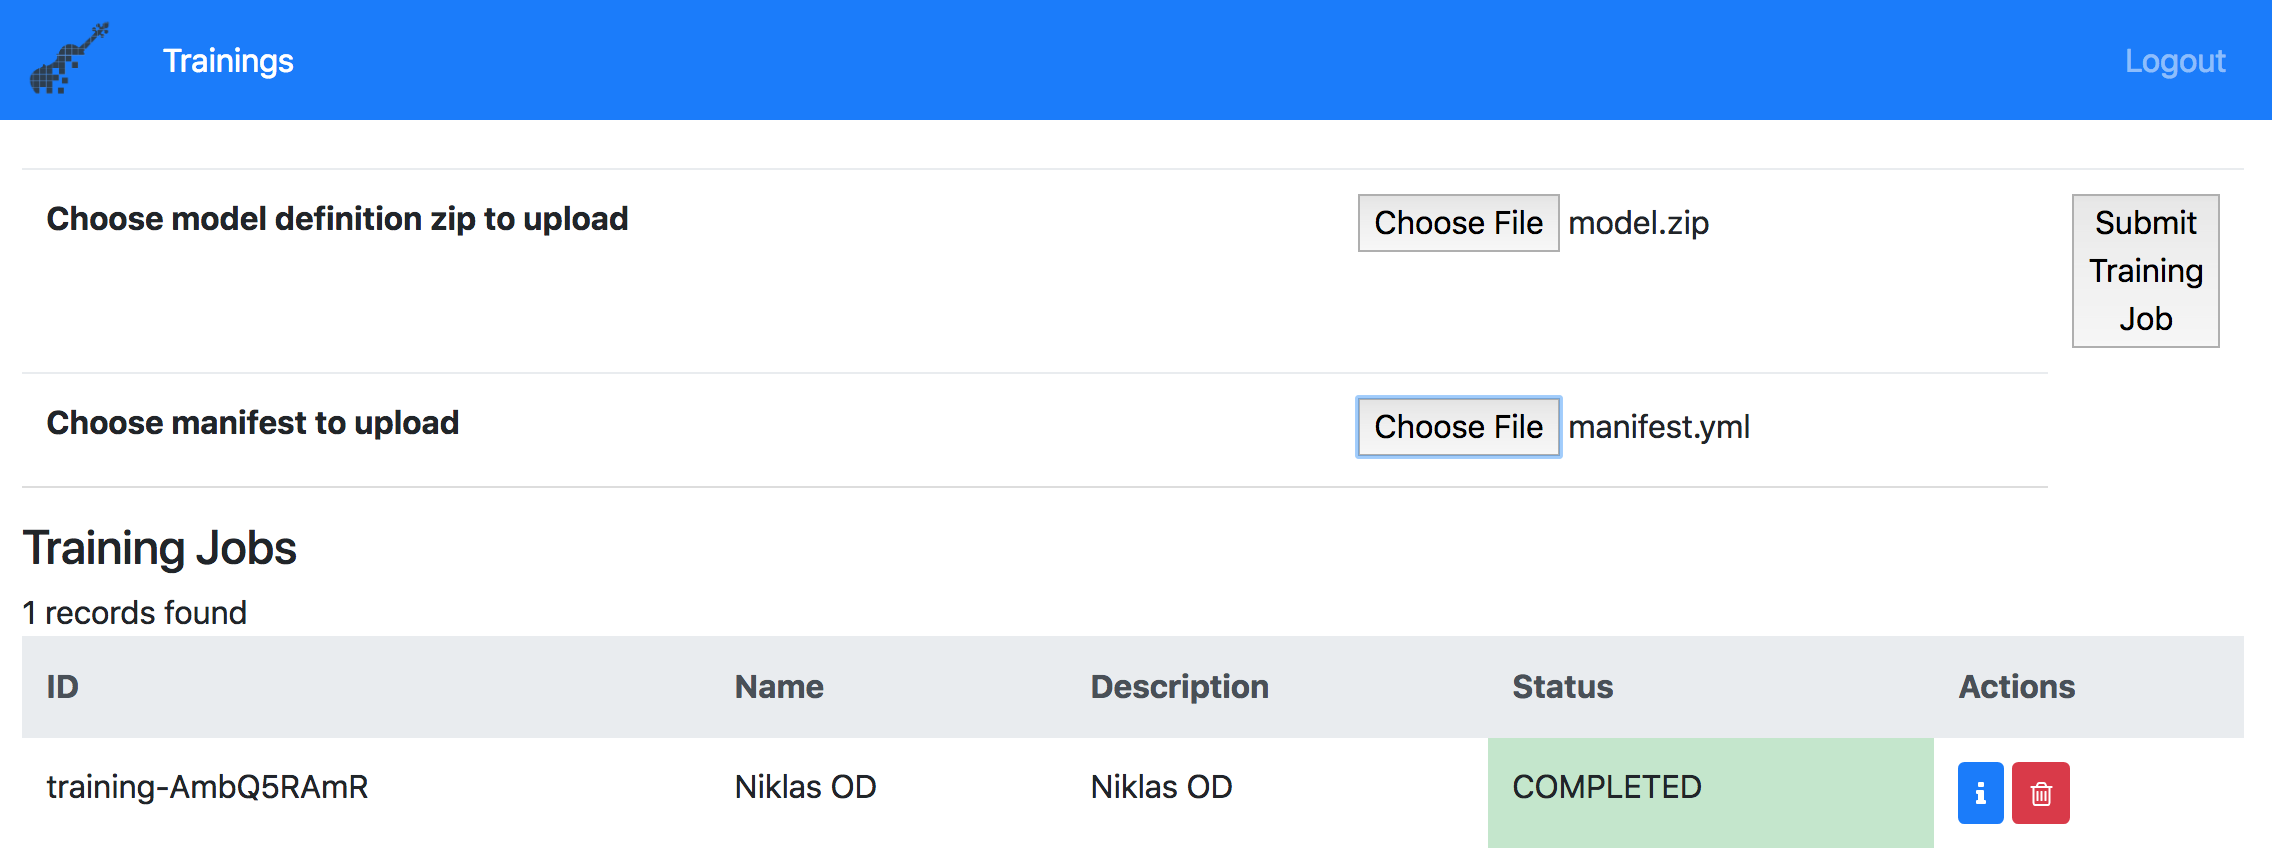 Trainings
Logout
Choose model definition zip to upload
Choose File model.zip
Submit
Training
Job
Choose manifest to upload
Choose File manifest.yml
Training Jobs
1 records found
ID Name Description Status Actions
training-AmbQ5RAmR Niklas OD Niklas OD COMPLETED